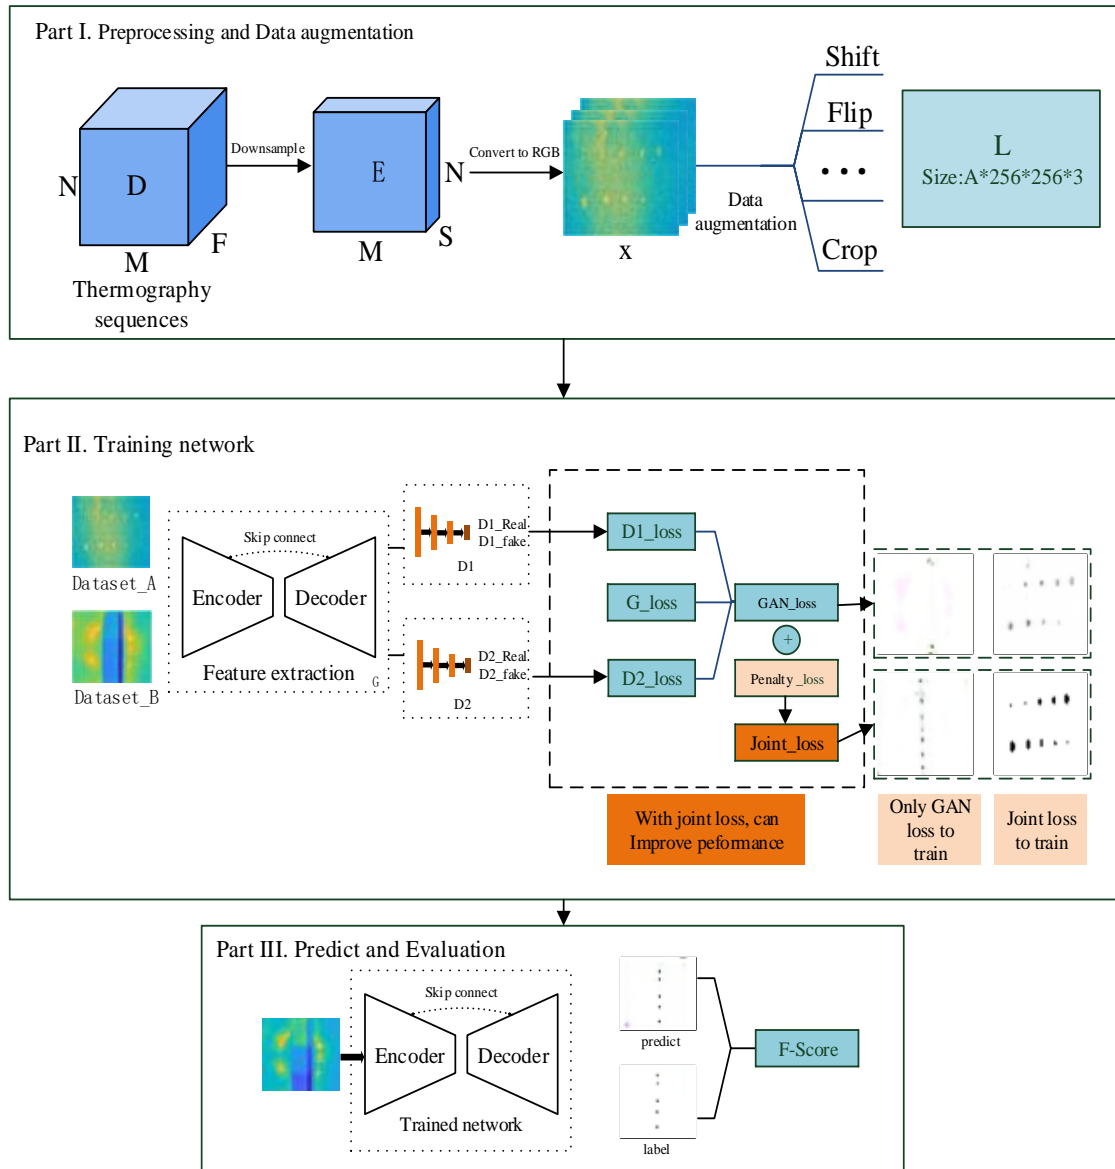 Part I. Preprocessing and Data augmentation
N
D
F
M
Thermography
sequences
Downsample
E
N
M
S
Convert to RGB
x
Data
augmentation
Shift
Flip
• • •
Crop
L
Size:A*256*256*3
Part II. Training network
Dataset_A
Dataset_B
Skip connect
Encoder
Decoder
Feature extraction
G
D1_Real
D1_fake
D1
D2_Real
D2_fake
D2
D1_loss
G_loss
D2_loss
GAN_loss
+
Penalty_loss
Joint_loss
With joint loss, can
Improve peformance
Only GAN
loss to
train
Joint loss
to train
Part III. Predict and Evaluation
Skip connect
Encoder
Decoder
Trained network
predict
label
F-Score